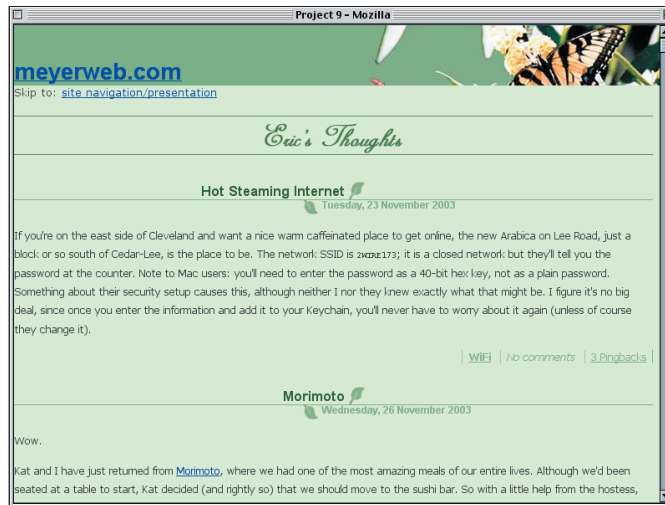 Project 9 - Mozilla
meyerweb.com
Skip to: site navigation/presentation
Eric's Thoughts
Hot Steaming Internet
Tuesday, 23 November 2003
If you're on the east side of Cleveland and want a nice warm caffeinated place to get online, the new Arabica on Lee Road, just a
block or so south of Cedar-Lee, is the place to be. The network SSID is 2WIRE173; it is a closed network but they'll tell you the
password at the counter. Note to Mac users: you'll need to enter the password as a 40-bit hex key, not as a plain password.
Something about their security setup causes this, although neither I nor they knew exactly what that might be. I figure it's no big
deal, since once you enter the information and add it to your Keychain, you'll never have to worry about it again (unless of course
they change it).
WiFi | No comments | 3 Pingbacks
Morimoto
Wednesday, 26 November 2003
Wow.
Kat and I have just returned from Morimoto, where we had one of the most amazing meals of our entire lives. Although we'd been
seated at a table to start, Kat decided (and rightly so) that we should move to the sushi bar. So with a little help from the hostess,